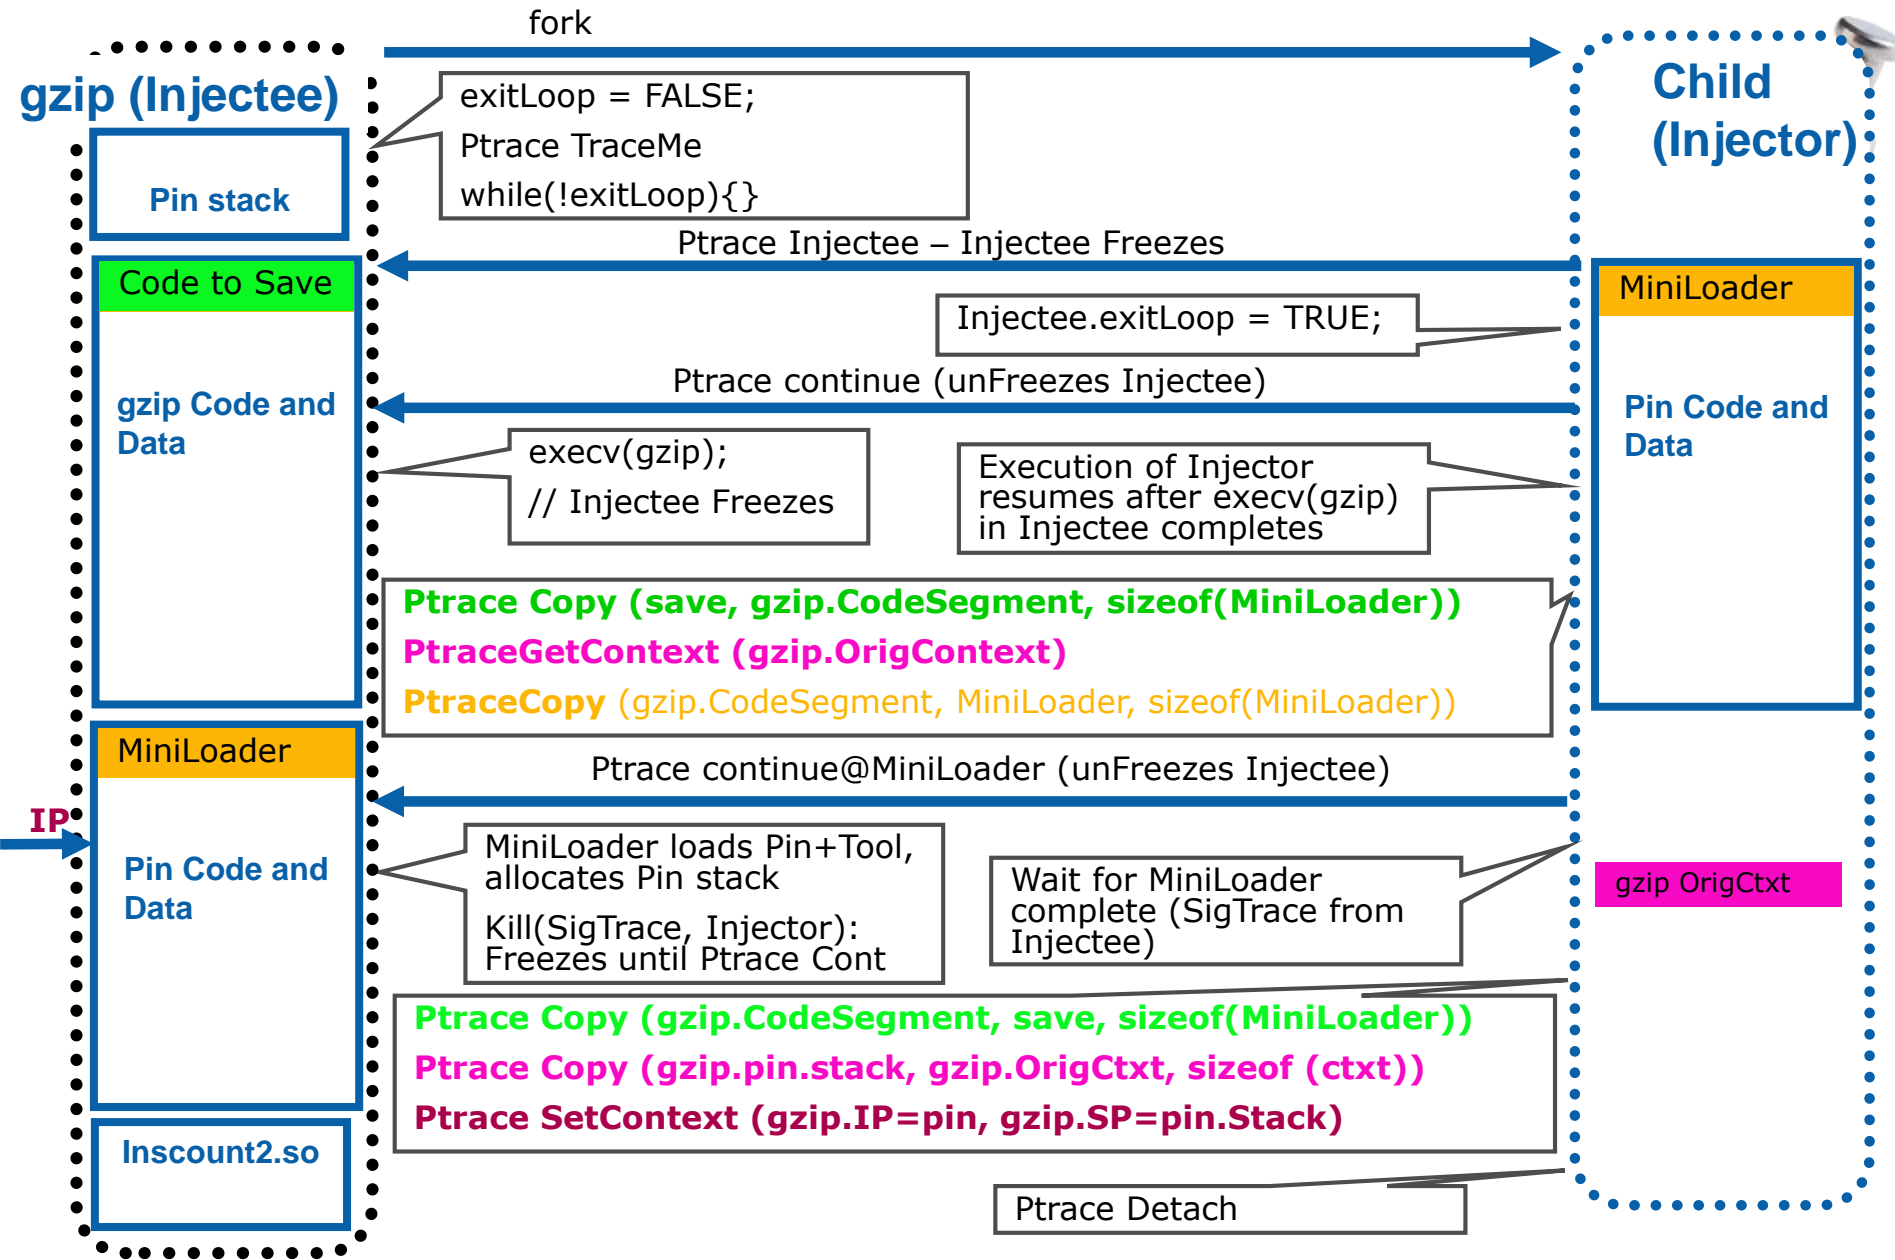 fork
gzip (Injectee)
Child
(Injector)
exitLoop = FALSE;
Ptrace TraceMe
while(!exitLoop){}
Pin stack
Ptrace Injectee – Injectee Freezes
Code to Save
MiniLoader
Injectee.exitLoop = TRUE;
Ptrace continue (unFreezes Injectee)
gzip Code and
Data
Pin Code and
Data
execv(gzip);
// Injectee Freezes
Execution of Injector
resumes after execv(gzip)
in Injectee completes
Ptrace Copy (save, gzip.CodeSegment, sizeof(MiniLoader))
PtraceGetContext (gzip.OrigContext)
PtraceCopy (gzip.CodeSegment, MiniLoader, sizeof(MiniLoader))
MiniLoader
Ptrace continue@MiniLoader (unFreezes Injectee)
IP
Pin Code and
Data
MiniLoader loads Pin+Tool,
allocates Pin stack
Kill(SigTrace, Injector):
Freezes until Ptrace Cont
Wait for MiniLoader
complete (SigTrace from
Injectee)
gzip OrigCtxt
Ptrace Copy (gzip.CodeSegment, save, sizeof(MiniLoader))
Ptrace Copy (gzip.pin.stack, gzip.OrigCtxt, sizeof (ctxt))
Ptrace SetContext (gzip.IP=pin, gzip.SP=pin.Stack)
Inscount2.so
Ptrace Detach